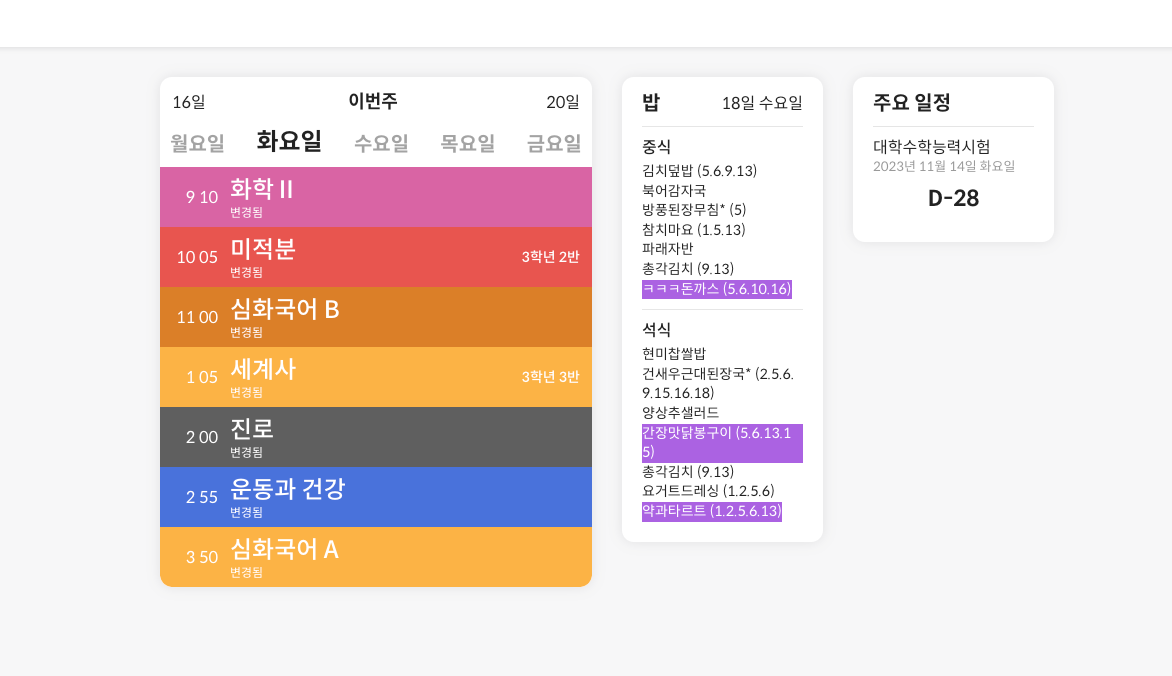 16일 이번주 20일
월요일 화요일 수요일 목요일 금요일
9 10 화학 II
변경됨
10 05 미적분 3학년 2반
변경됨
11 00 심화국어 B
변경됨
1 05 세계사 3학년 3반
변경됨
2 00 진로
변경됨
2 55 운동과 건강
변경됨
3 50 심화국어 A
변경됨
밥 18일 수요일
중식
김치덮밥 (5.6.9.13)
북어감자국
방풍된장무침* (5)
참치마요 (1.5.13)
파래자반
총각김치 (9.13)
ㅋㅋㅋ돈까스 (5.6.10.16)
석식
현미찹쌀밥
건새우근대된장국* (2.5.6.
9.15.16.18)
양상추샐러드
간장맛닭봉구이 (5.6.13.1
5)
총각김치 (9.13)
요거트드레싱 (1.2.5.6)
약과타르트 (1.2.5.6.13)
주요 일정
대학수학능력시험
2023년 11월 14일 화요일
D-28